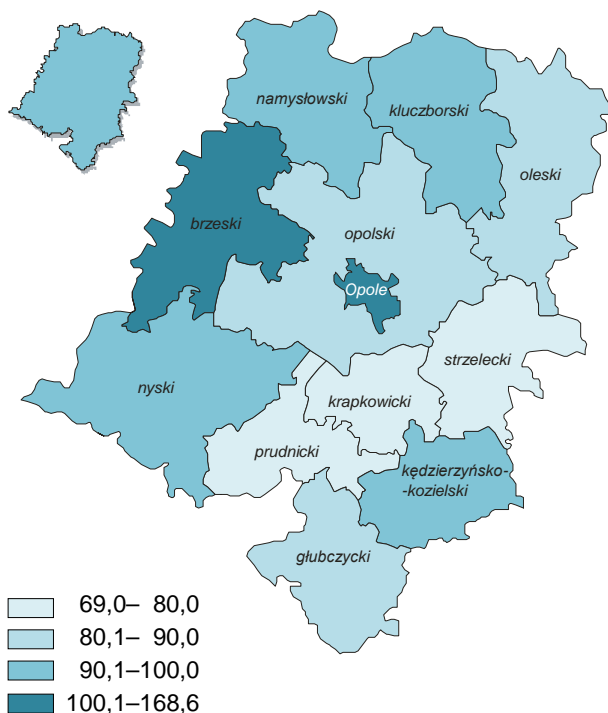 namysłowski
kluczborski
oleski
brzeski
opolski
Opole
strzelecki
nyski
krapkowicki
prudnicki
kędzierzyńsko-
-kozielski
głubczycki
69,0– 80,0
80,1– 90,0
90,1–100,0
100,1–168,6